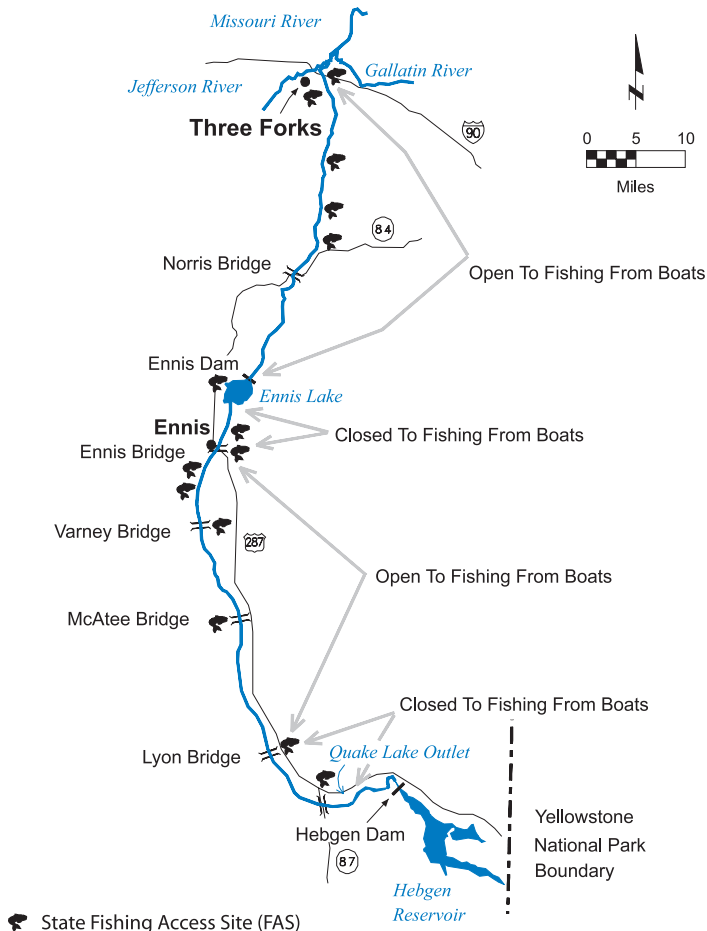 Missouri River
Gallatin River
Jefferson River
Three Forks
90
0 5 10
Miles
84
Norris Bridge
Open To Fishing From Boats
Ennis Dam
Ennis Lake
Ennis
Closed To Fishing From Boats
Ennis Bridge
Varney Bridge
287
Open To Fishing From Boats
McAtee Bridge
Closed To Fishing From Boats
Lyon Bridge
Quake Lake Outlet
Hebgen Dam
Yellowstone
National Park
Boundary
87
Hebgen
Reservoir
State Fishing Access Site (FAS)
N